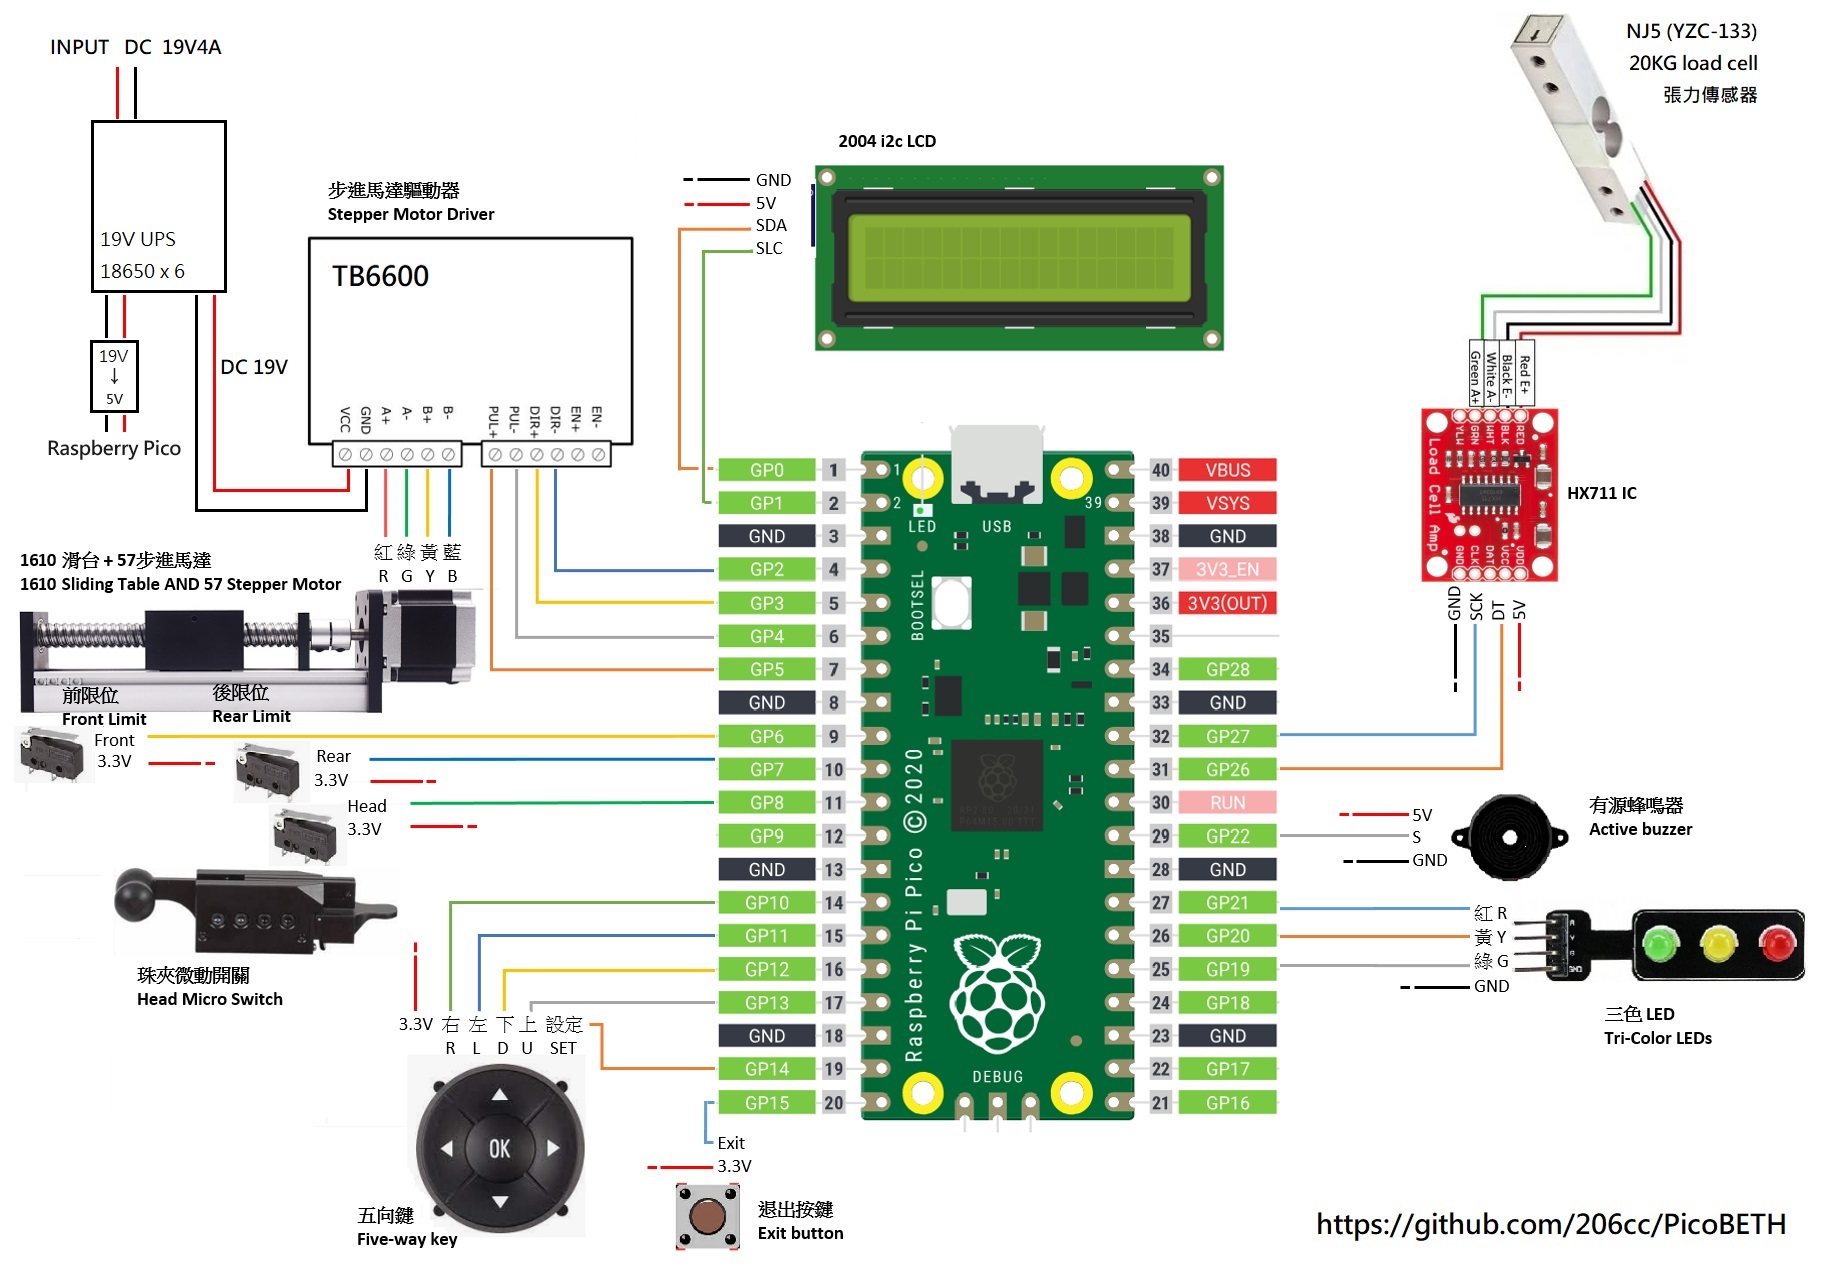 INPUT DC 19V4A
19V UPS
18650 x 6
19V
↓
5V
Raspberry Pico
DC 19V
步進馬達驅動器
Stepper Motor Driver
TB6600
VCC GND A+ A- B+ B- PUL+ PUL- DIR+ DIR- EN+ EN-
紅 綠 黃 藍
R G Y B
2004 i2c LCD
GND
5V
SDA
SLC
NJ5 (YZC-133)
20KG load cell
張力傳感器
Green A+
White A-
Black E-
Red E+
YLW GRN WHT BLK RED
Load Cell Amp
GND CLK DAT VCC VDD
HX711 IC
GND SCK DT 5V
1610 滑台 + 57步進馬達
1610 Sliding Table AND 57 Stepper Motor
前限位
Front Limit
後限位
Rear Limit
Front
3.3V
Rear
3.3V
Head
3.3V
珠夾微動開關
Head Micro Switch
3.3V 右 左 下 上 設定
R L D U SET
OK
五向鍵
Five-way key
Exit
3.3V
退出按鍵
Exit button
GP0 1
GP1 2
GND 3
GP2 4
GP3 5
GP4 6
GP5 7
GND 8
GP6 9
GP7 10
GP8 11
GP9 12
GND 13
GP10 14
GP11 15
GP12 16
GP13 17
GND 18
GP14 19
GP15 20
1
2
LED
USB
39
BOOTSEL
Raspberry Pi Pico ©2020
DEBUG
40 VBUS
39 VSYS
38 GND
37 3V3_EN
36 3V3(OUT)
35
34 GP28
33 GND
32 GP27
31 GP26
30 RUN
29 GP22
28 GND
27 GP21
26 GP20
25 GP19
24 GP18
23 GND
22 GP17
21 GP16
5V
S
GND
有源蜂鳴器
Active buzzer
紅 R
黃 Y
綠 G
GND
三色 LED
Tri-Color LEDs
https://github.com/206cc/PicoBETH